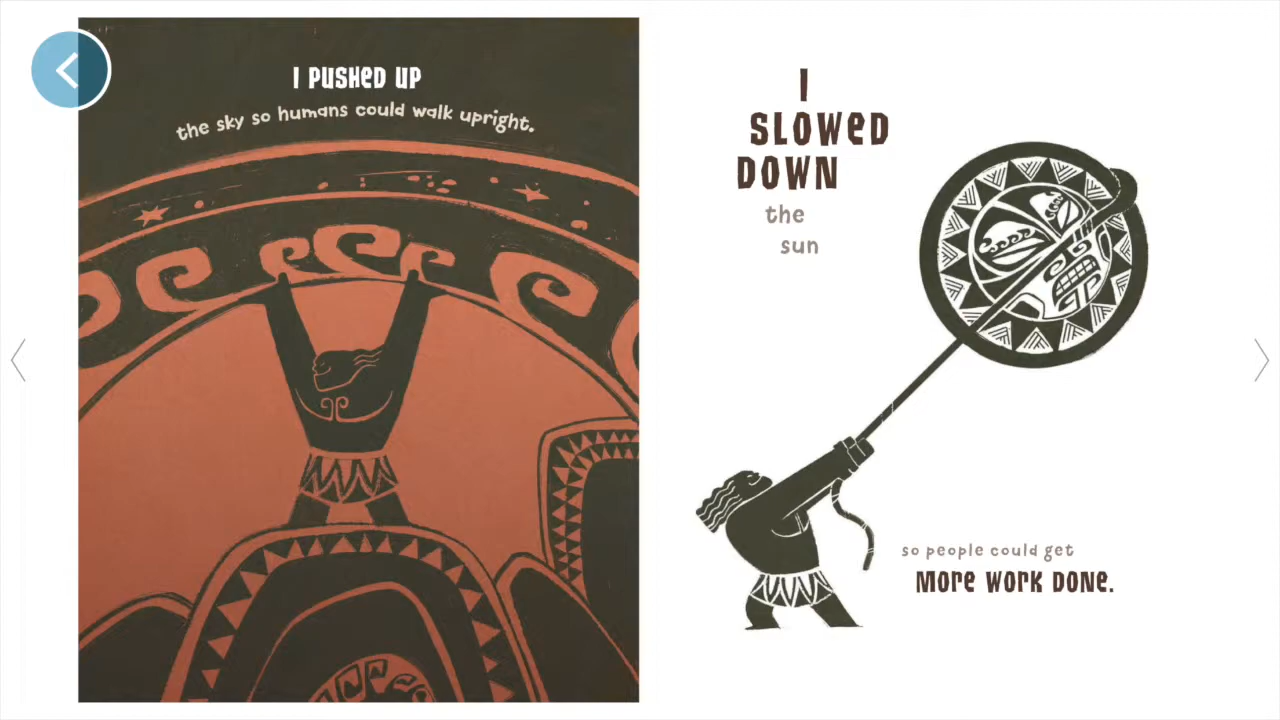 I PUSHED UP
the sky so humans could walk upright.
I
SLOWED
DOWN
the
sun
so people could get
MORE WORK DONE.